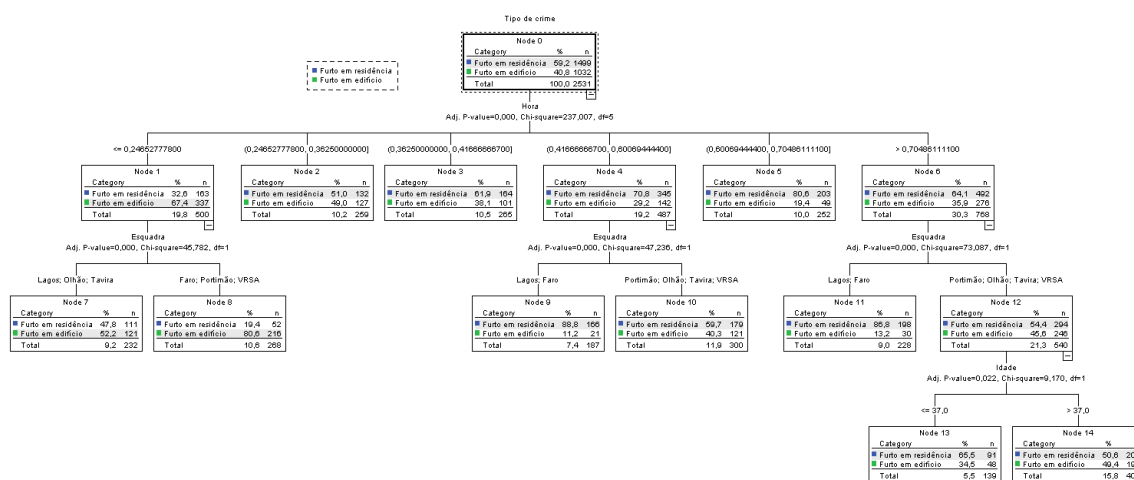 Tipo de crime
Node 0
Category % n
Furto em residência 59,2 1499
Furto em edifício 40,8 1032
Total 100,0 2531
Furto em residência
Furto em edifício
Hora
Adj. P-value=0,000, Chi-square=237,007, df=5
<= 0,24652777800
(0,24652777800, 0,36250000000]
(0,36250000000, 0,41666666700]
(0,41666666700, 0,60069444400]
(0,60069444400, 0,70486111100]
> 0,70486111100
Node 1
Category % n
Furto em residência 32,6 163
Furto em edifício 67,4 337
Total 19,8 500
Node 2
Category % n
Furto em residência 51,0 132
Furto em edifício 49,0 127
Total 10,2 259
Node 3
Category % n
Furto em residência 61,9 164
Furto em edifício 38,1 101
Total 10,5 265
Node 4
Category % n
Furto em residência 70,8 345
Furto em edifício 29,2 142
Total 19,2 487
Node 5
Category % n
Furto em residência 80,6 203
Furto em edifício 19,4 49
Total 10,0 252
Node 6
Category % n
Furto em residência 64,1 492
Furto em edifício 35,9 276
Total 30,3 768
Esquadra
Adj. P-value=0,000, Chi-square=45,782, df=1
Esquadra
Adj. P-value=0,000, Chi-square=47,236, df=1
Esquadra
Adj. P-value=0,000, Chi-square=73,087, df=1
Lagos; Olhão; Tavira
Faro; Portimão; VRSA
Lagos; Faro
Portimão; Olhão; Tavira; VRSA
Lagos; Faro
Portimão; Olhão; Tavira; VRSA
Node 7
Category % n
Furto em residência 47,8 111
Furto em edifício 52,2 121
Total 9,2 232
Node 8
Category % n
Furto em residência 19,4 52
Furto em edifício 80,6 216
Total 10,6 268
Node 9
Category % n
Furto em residência 88,8 166
Furto em edifício 11,2 21
Total 7,4 187
Node 10
Category % n
Furto em residência 59,7 179
Furto em edifício 40,3 121
Total 11,9 300
Node 11
Category % n
Furto em residência 86,8 198
Furto em edifício 13,2 30
Total 9,0 228
Node 12
Category % n
Furto em residência 54,4 294
Furto em edifício 45,6 246
Total 21,3 540
Idade
Adj. P-value=0,022, Chi-square=9,170, df=1
<= 37,0
> 37,0
Node 13
Category % n
Furto em residência 65,5 91
Furto em edifício 34,5 48
Total 5,5 139
Node 14
Category %
Furto em residência 50,6
Furto em edifício 49,4
Total 15,8